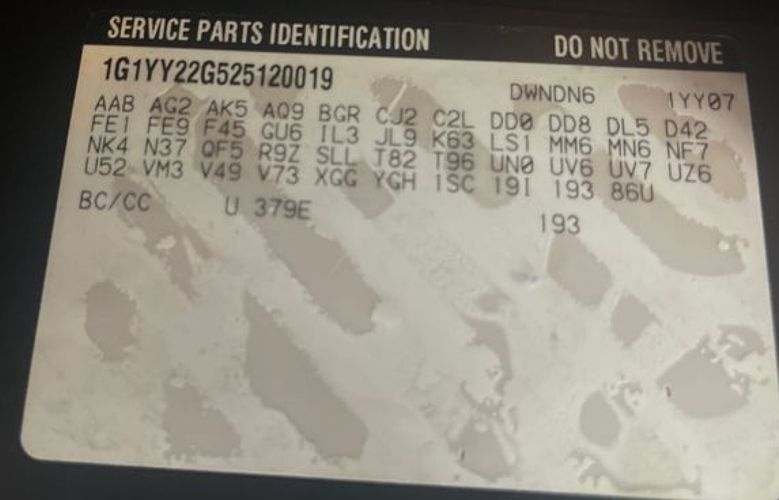 SERVICE PARTS IDENTIFICATION DO NOT REMOVE
1G1YY22G525120019 DWNDN6 1YY07
AAB AG2 AK5 AQ9 BGR CJ2 C2L DD0 DD8 DL5 D42
FE1 FE9 F45 GU6 IL3 JL9 K63 LS1 MM6 MN6 NF7
NK4 N37 QF5 R9Z SLL T82 T96 UN0 UV6 UV7 UZ6
U52 VM3 V49 V73 XGG YGH 1SC 19I 193 86U
BC/CC U 379E 193